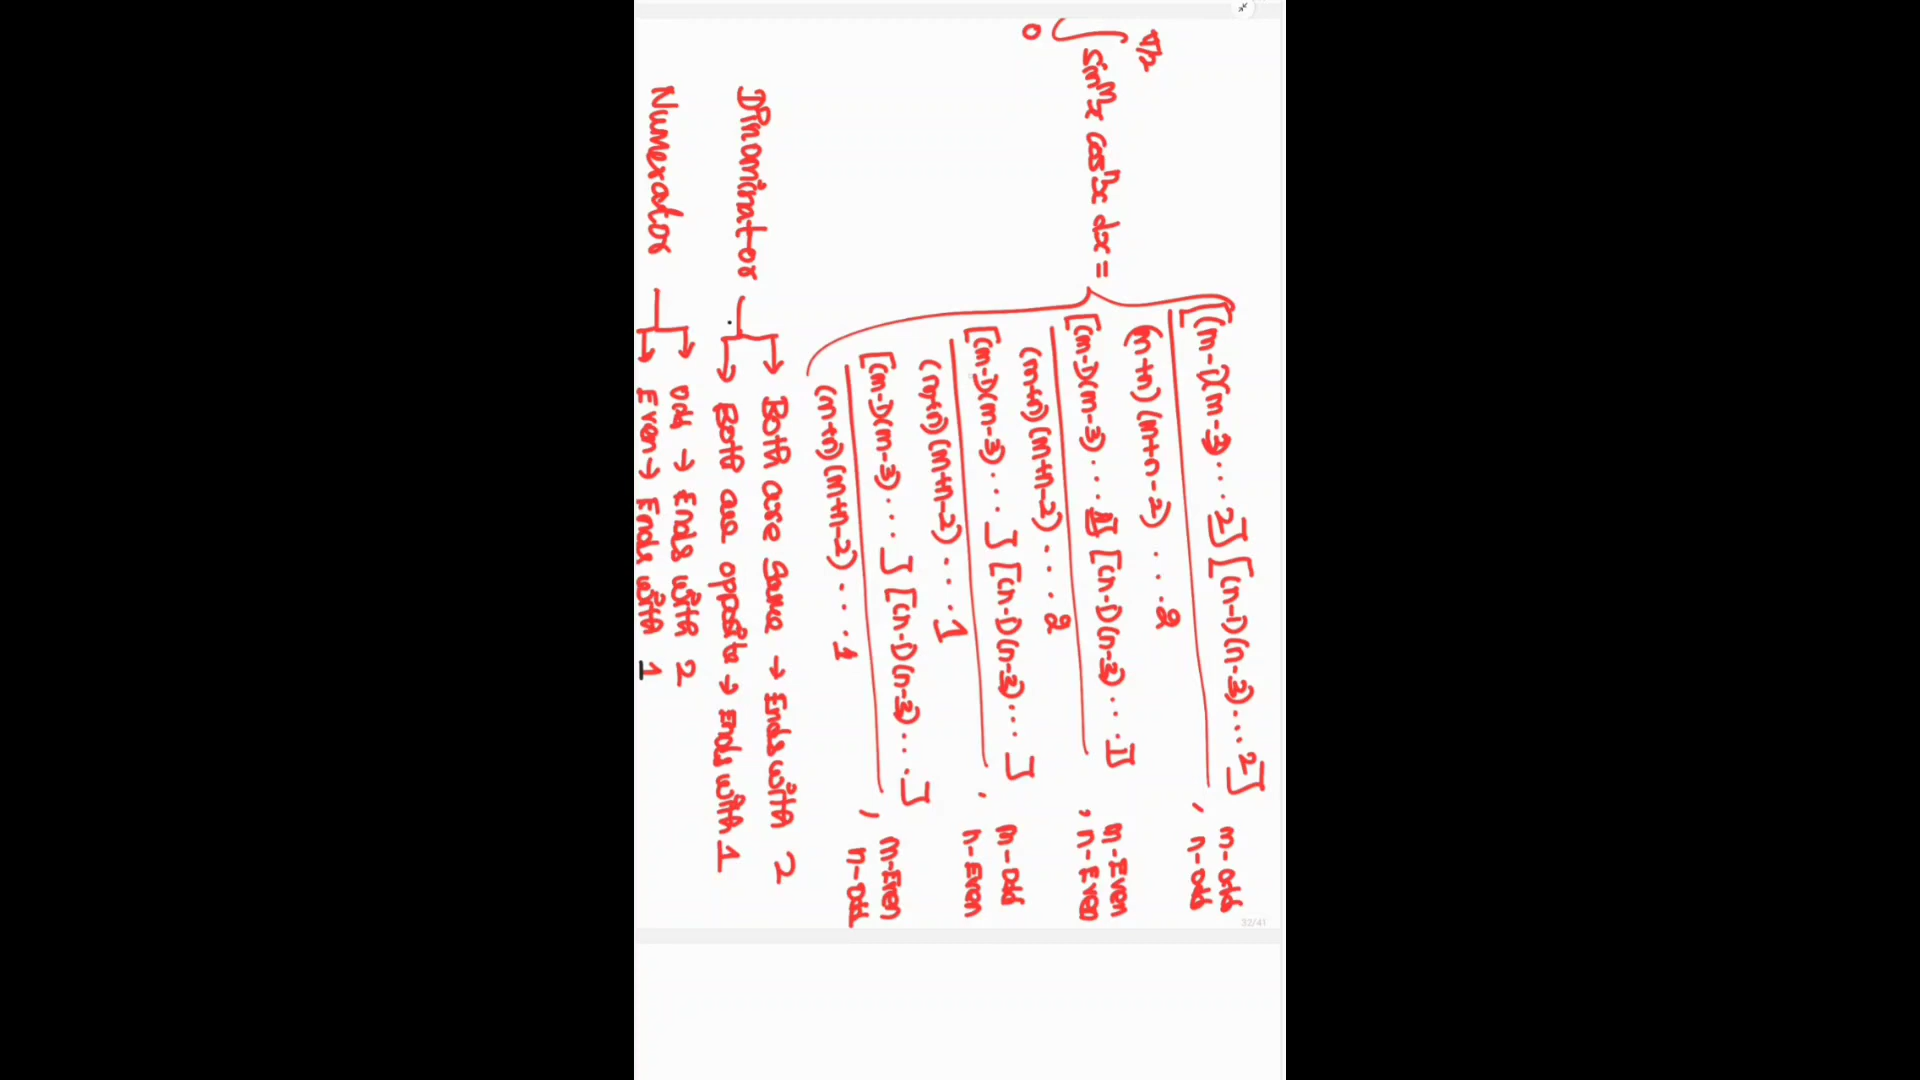 π/2
∫ sin^m x cos^n x dx =
0
[(m-1)(m-3)....2] [(n-1)(n-3)...2]
(m+n)(m+n-2)....2
, m-odd
n-odd
[(m-1)(m-3)....1] [(n-1)(n-3)....1]
(m+n)(m+n-2)....2
, m-Even
n-Even
[(m-1)(m-3)....] [(n-1)(n-3)....]
(m+n)(m+n-2)....1
, m-Odd
n-Even
[(m-1)(m-3)....] [(n-1)(n-3)....]
(m+n)(m+n-2)....1
, m-Even
n-Odd
Dinominator → Both are Same → Ends with 2
→ Both are opposite → Ends with 1
Numerator → Odd → Ends with 2
→ Even → Ends with 1
32/41